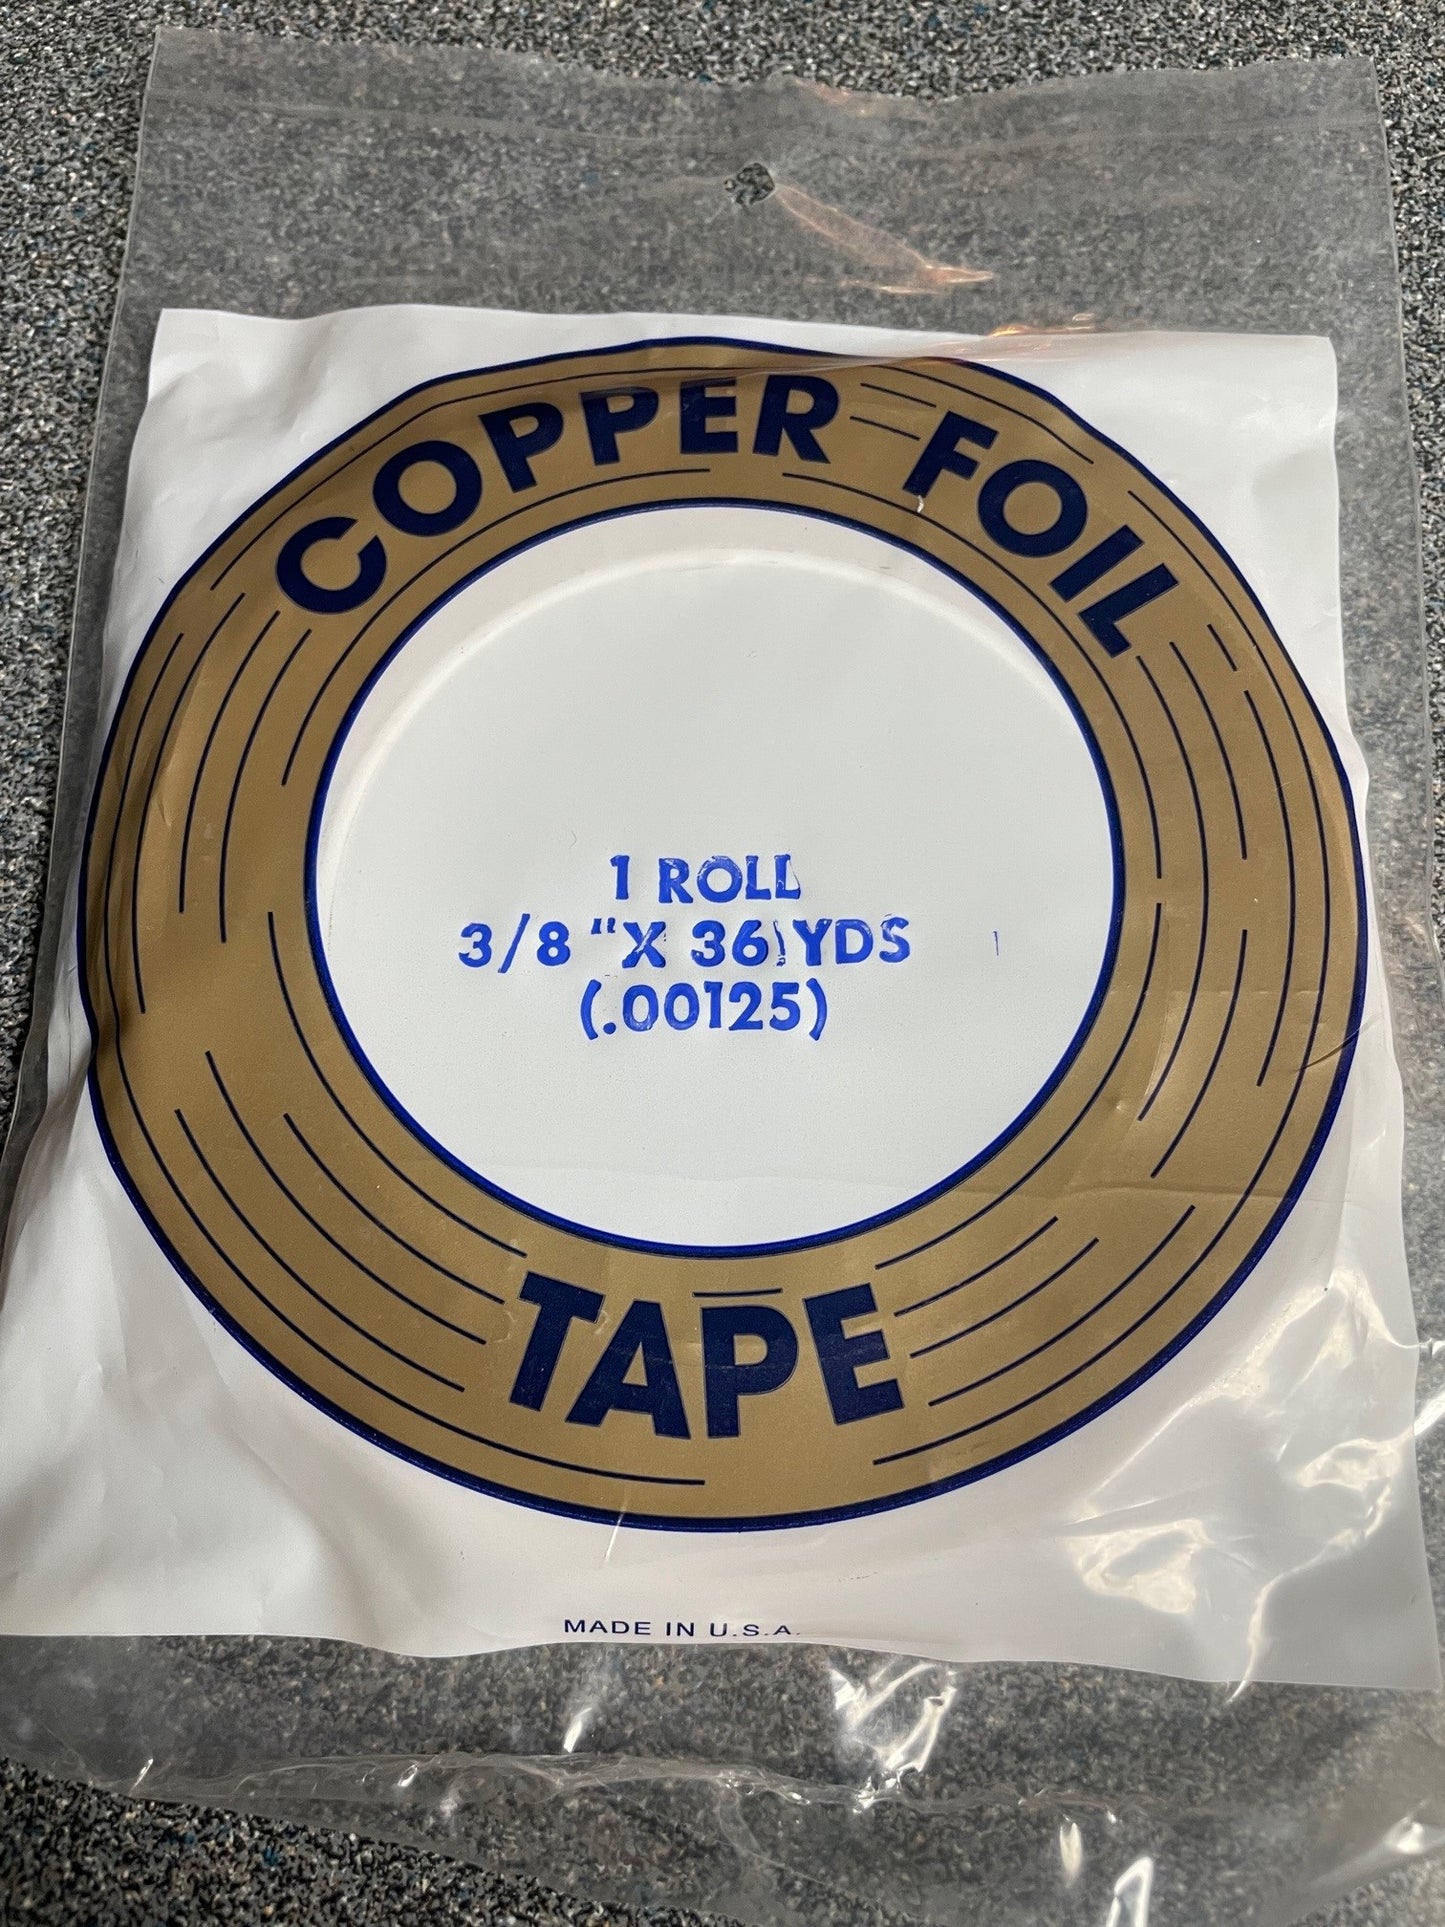 COPPER FOIL
1 ROLL
3/8 "X 36 YDS
(.00125)
TAPE
MADE IN U.S.A.